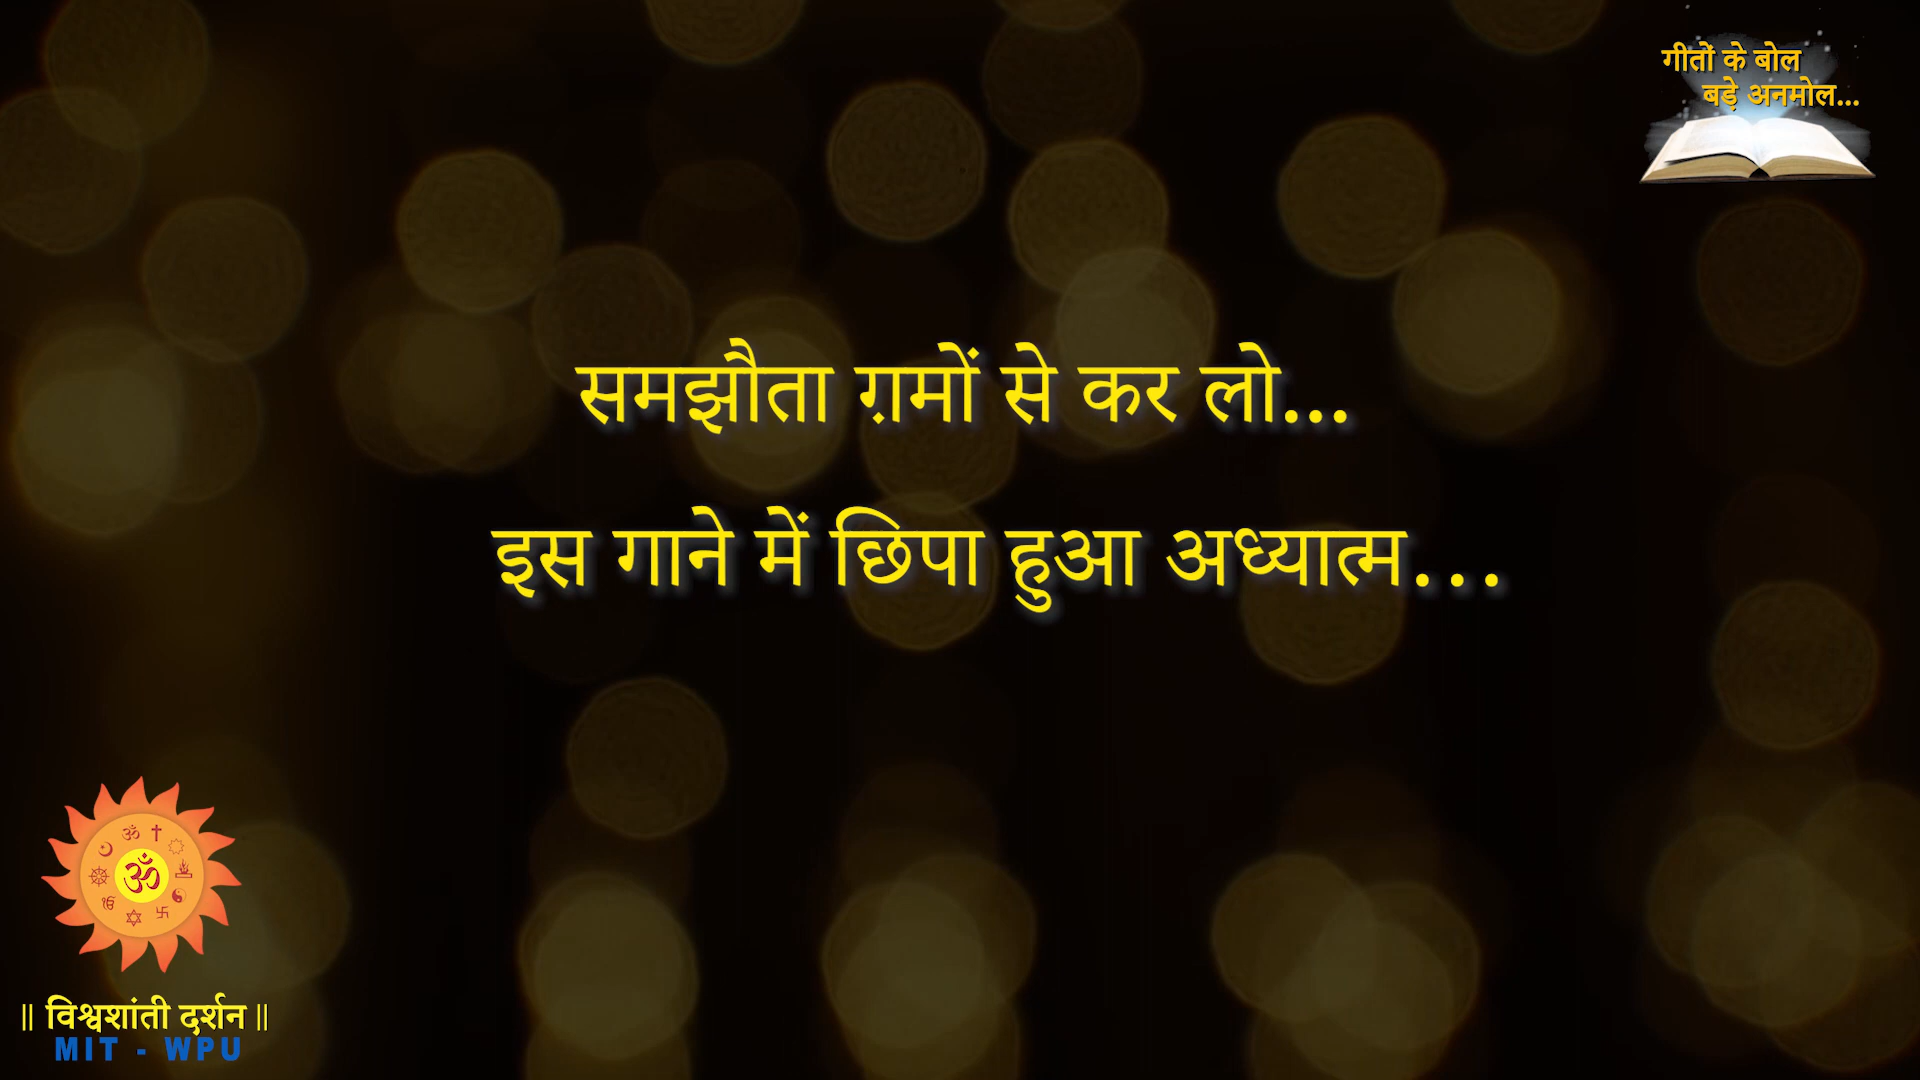 गीतों के बोल
बड़े अनमोल...
समझौता ग़मों से कर लो...
इस गाने में छिपा हुआ अध्यात्म...
ॐ
॥ विश्वशांती दर्शन ॥
MIT - WPU